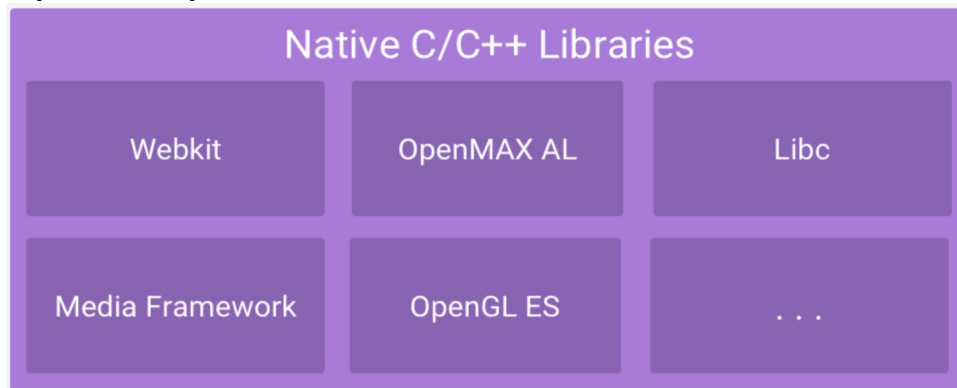 Native C/C++ Libraries
Webkit
OpenMAX AL
Libc
Media Framework
OpenGL ES
. . .